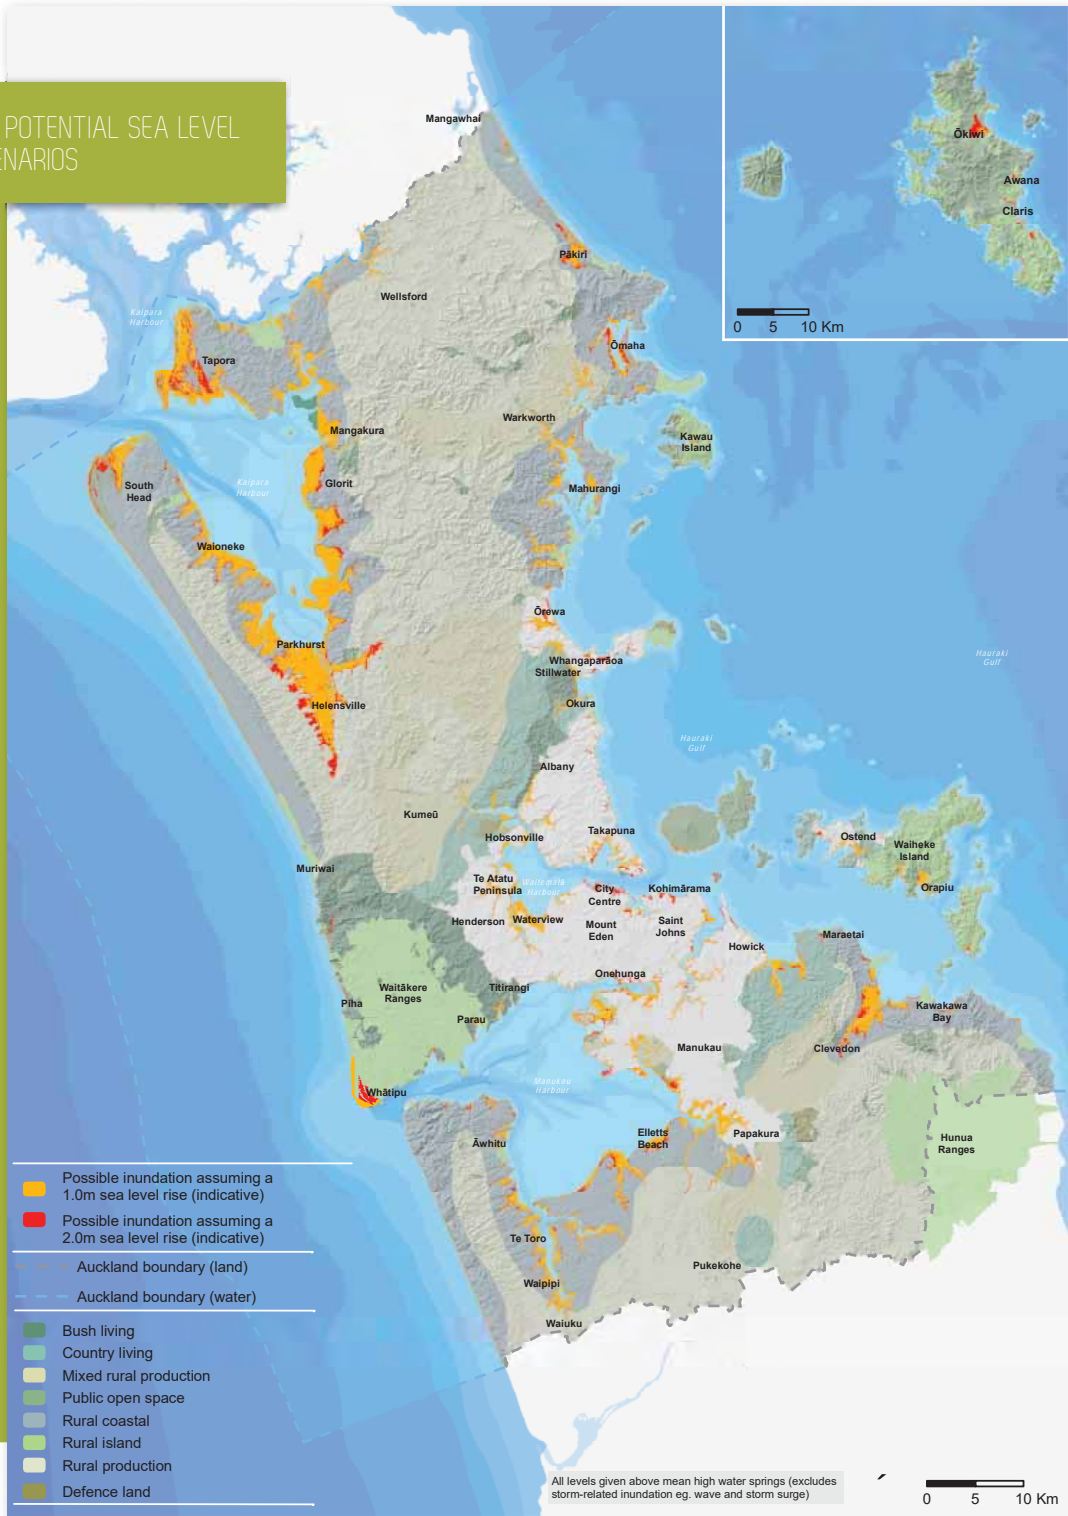 POTENTIAL SEA LEVEL
ENARIOS
Mangawhai
Ōkiwi
Awana
Claris
0 5 10 Km
Pākiri
Wellsford
Kaipara
Harbour
Tapora
Ōmaha
Warkworth
Mangakura
Kawau
Island
South
Head
Kaipara
Harbour
Glorit
Mahurangi
Waioneke
Ōrewa
Parkhurst
Whangaparāoa
Stillwater
Hauraki
Gulf
Helensville
Okura
Hauraki
Gulf
Albany
Kumeū
Hobsonville
Takapuna
Ostend
Waiheke
Island
Muriwai
Te Atatu
Peninsula
Waitematā
Harbour
City
Centre
Kohimārama
Orapiu
Henderson
Waterview
Mount
Eden
Saint
Johns
Howick
Maraetai
Onehunga
Waitākere
Ranges
Titirangi
Piha
Parau
Kawakawa
Bay
Manukau
Clevedon
Whātipu
Manukau
Harbour
Āwhitu
Elletts
Beach
Papakura
Hunua
Ranges
Te Toro
Pukekohe
Waipipi
Waiuku
Possible inundation assuming a
1.0m sea level rise (indicative)
Possible inundation assuming a
2.0m sea level rise (indicative)
Auckland boundary (land)
Auckland boundary (water)
Bush living
Country living
Mixed rural production
Public open space
Rural coastal
Rural island
Rural production
Defence land
All levels given above mean high water springs (excludes
storm-related inundation eg. wave and storm surge)
0 5 10 Km